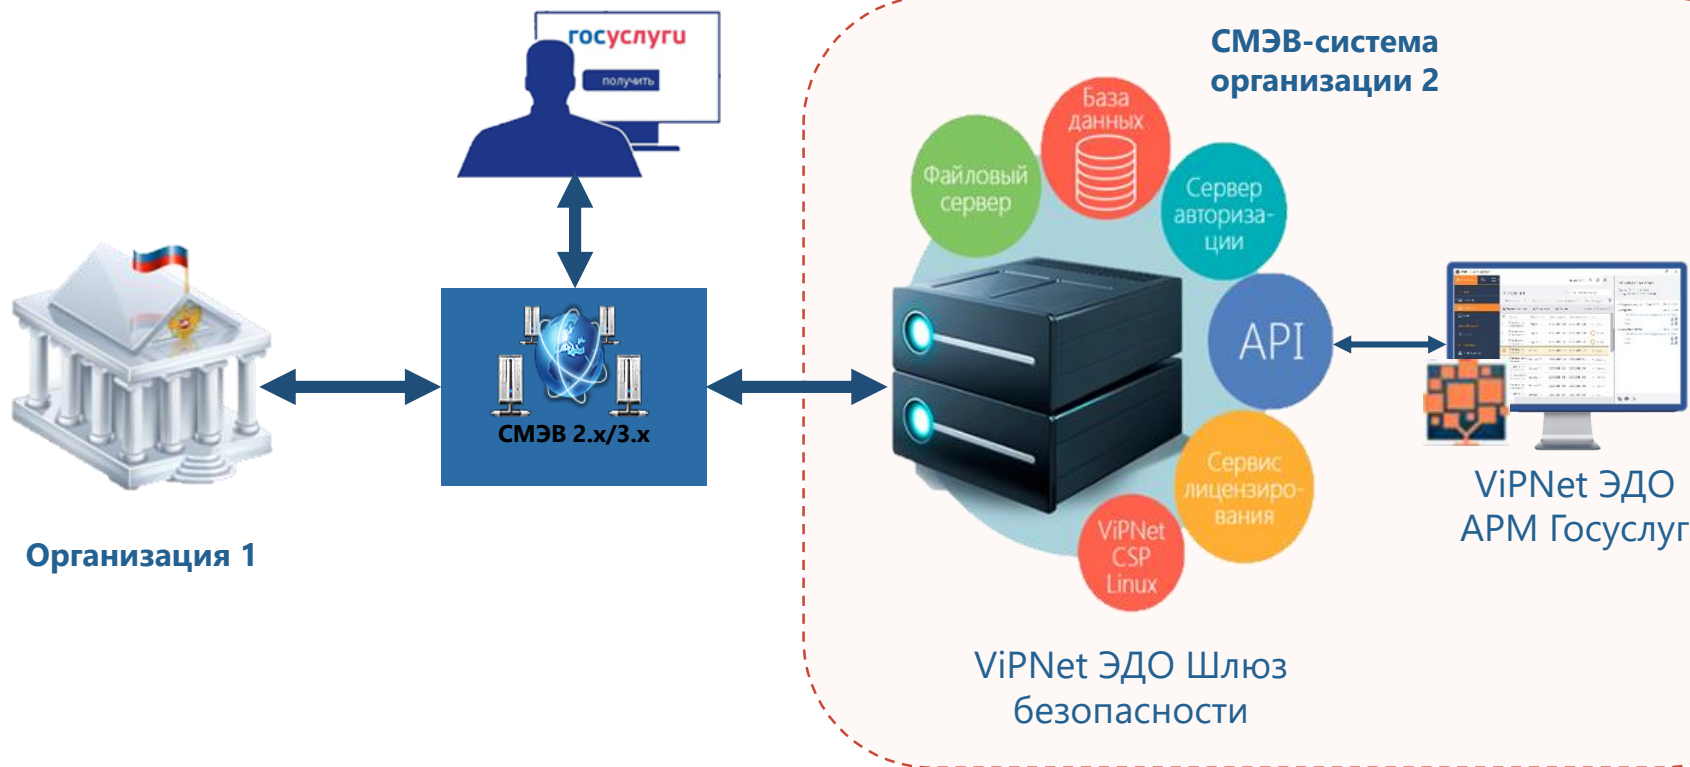 госуслуги
получить
СМЭВ-система
организации 2
База
данных
Файловый
сервер
Сервер
авториза-
ции
API
СМЭВ 2.x/3.x
Сервис
лицензиро-
вания
ViPNet
CSP
Linux
ViPNet ЭДО
АРМ Госуслуг
Организация 1
ViPNet ЭДО Шлюз
безопасности